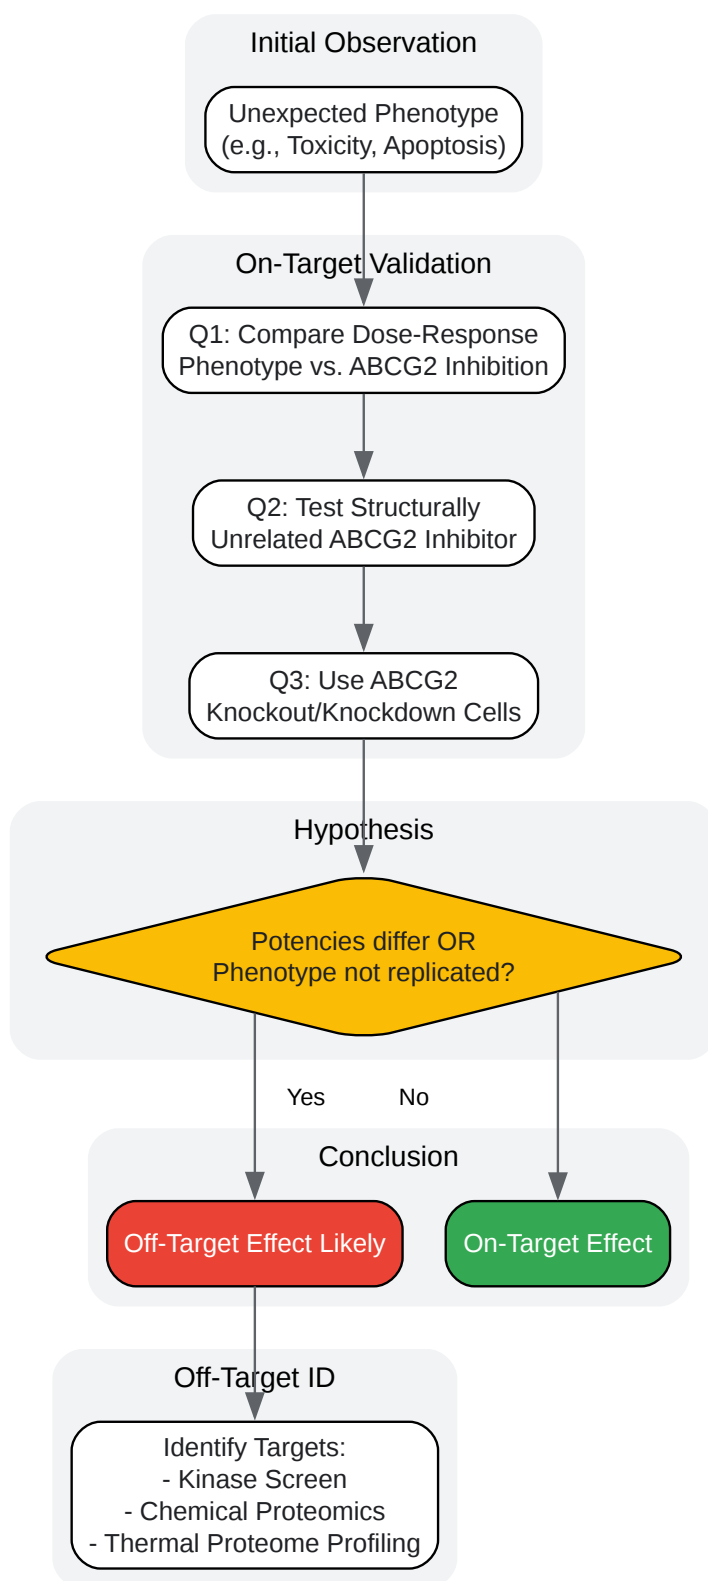 Initial Observation
Unexpected Phenotype
(e.g., Toxicity, Apoptosis)
On-Target Validation
Q1: Compare Dose-Response
Phenotype vs. ABCG2 Inhibition
Q2: Test Structurally
Unrelated ABCG2 Inhibitor
Q3: Use ABCG2
Knockout/Knockdown Cells
Hypothesis
Potencies differ OR
Phenotype not replicated?
Yes
No
Conclusion
Off-Target Effect Likely
On-Target Effect
Off-Target ID
Identify Targets:
- Kinase Screen
- Chemical Proteomics
- Thermal Proteome Profiling